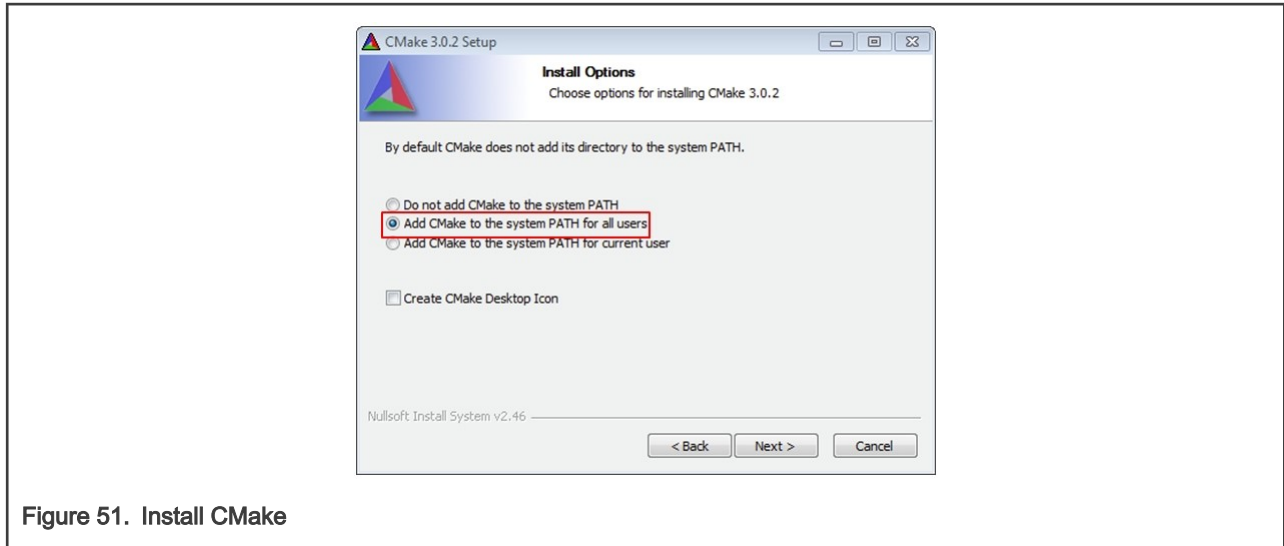 CMake 3.0.2 Setup
Install Options
Choose options for installing CMake 3.0.2
By default CMake does not add its directory to the system PATH.
Do not add CMake to the system PATH
Add CMake to the system PATH for all users
Add CMake to the system PATH for current user
Create CMake Desktop Icon
Nullsoft Install System v2.46
< Back Next > Cancel
Figure 51. Install CMake